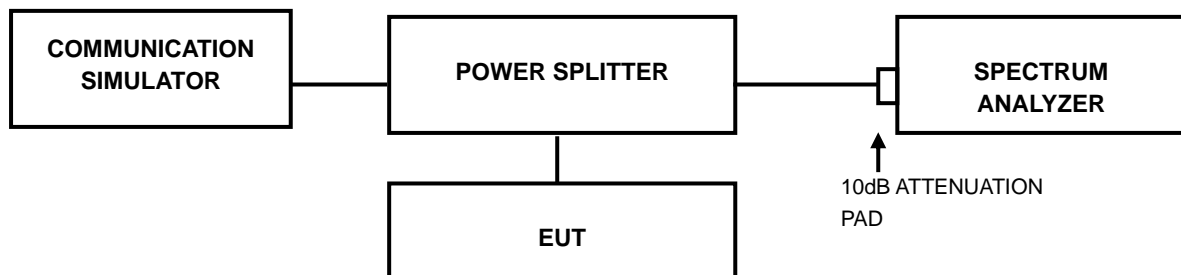 COMMUNICATION
SIMULATOR
POWER SPLITTER
SPECTRUM
ANALYZER
10dB ATTENUATION
PAD
EUT